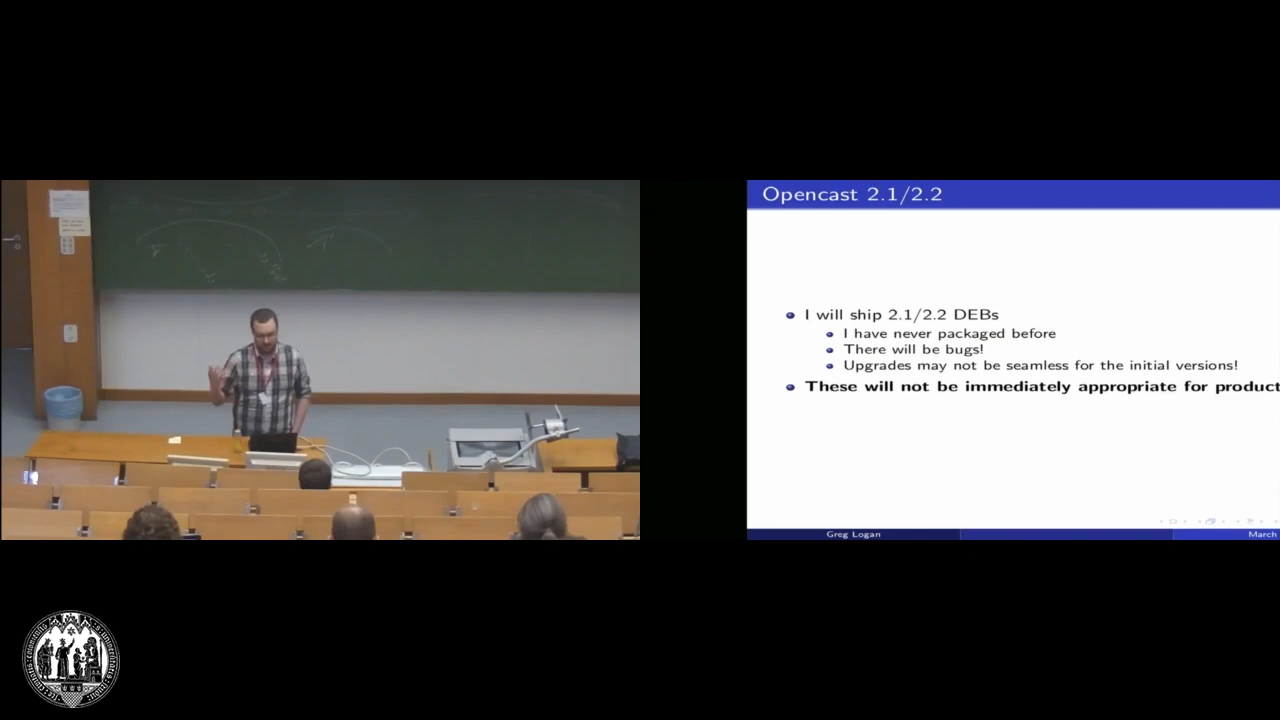 Opencast 2.1/2.2
I will ship 2.1/2.2 DEBs
I have never packaged before
There will be bugs!
Upgrades may not be seamless for the initial versions!
These will not be immediately appropriate for product
Greg Logan
March